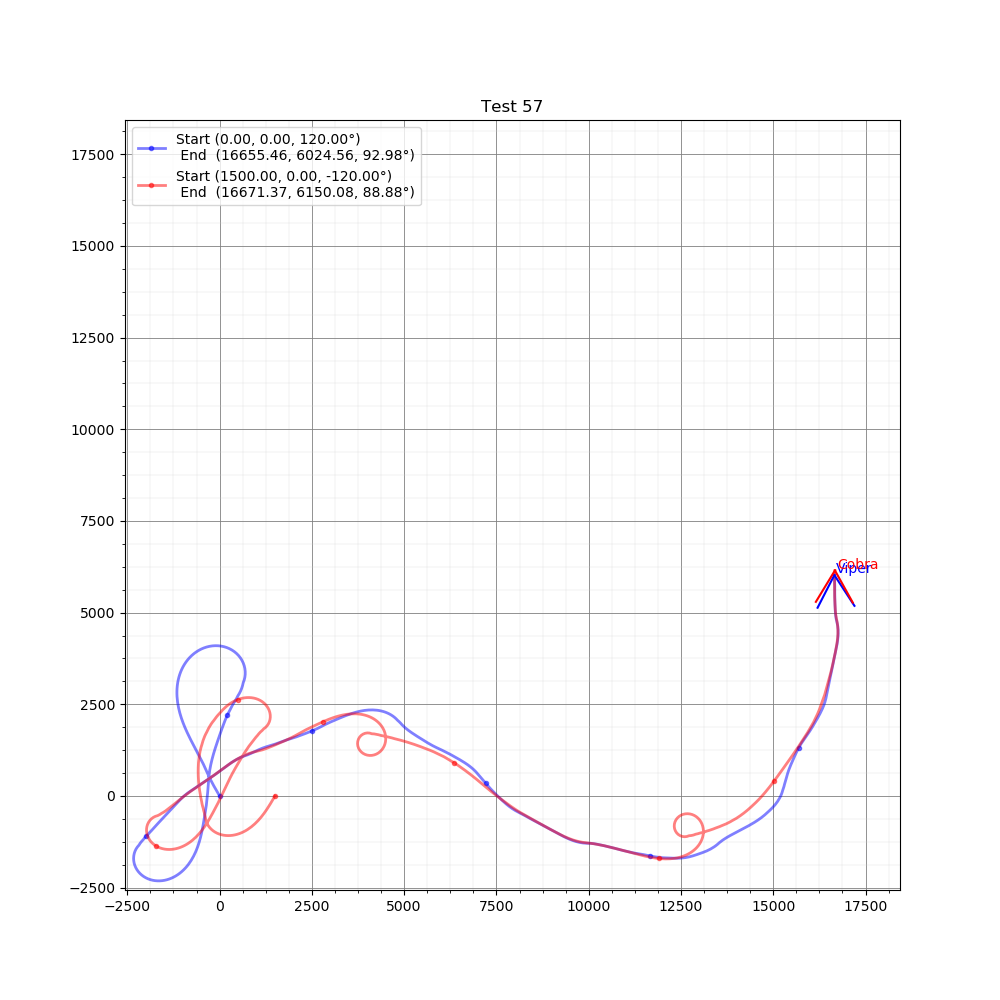 Test 57
Start (0.00, 0.00, 120.00°)
End  (16655.46, 6024.56, 92.98°)
Start (1500.00, 0.00, -120.00°)
End  (16671.37, 6150.08, 88.88°)
17500
15000
12500
10000
7500
5000
2500
0
−2500
Cobra
Viper
−2500 0 2500 5000 7500 10000 12500 15000 17500